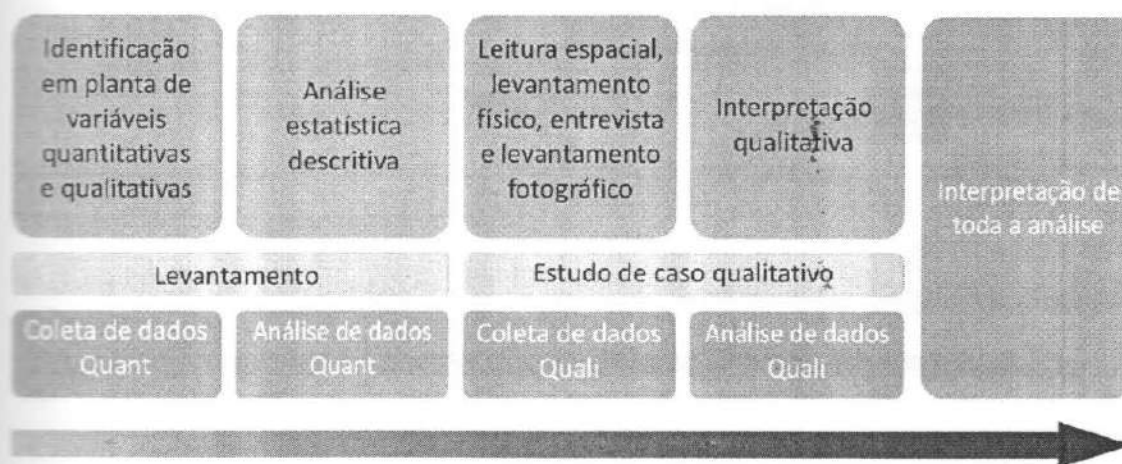 Identificação
em planta de
variáveis
quantitativas
e qualitativas
Análise
estatística
descritiva
Leitura espacial,
levantamento
físico, entrevista
e levantamento
fotográfico
Interpretação
qualitativa
Interpretação de
toda a análise
Levantamento
Estudo de caso qualitativo
Coleta de dados
Quant
Análise de dados
Quant
Coleta de dados
Quali
Análise de dados
Quali